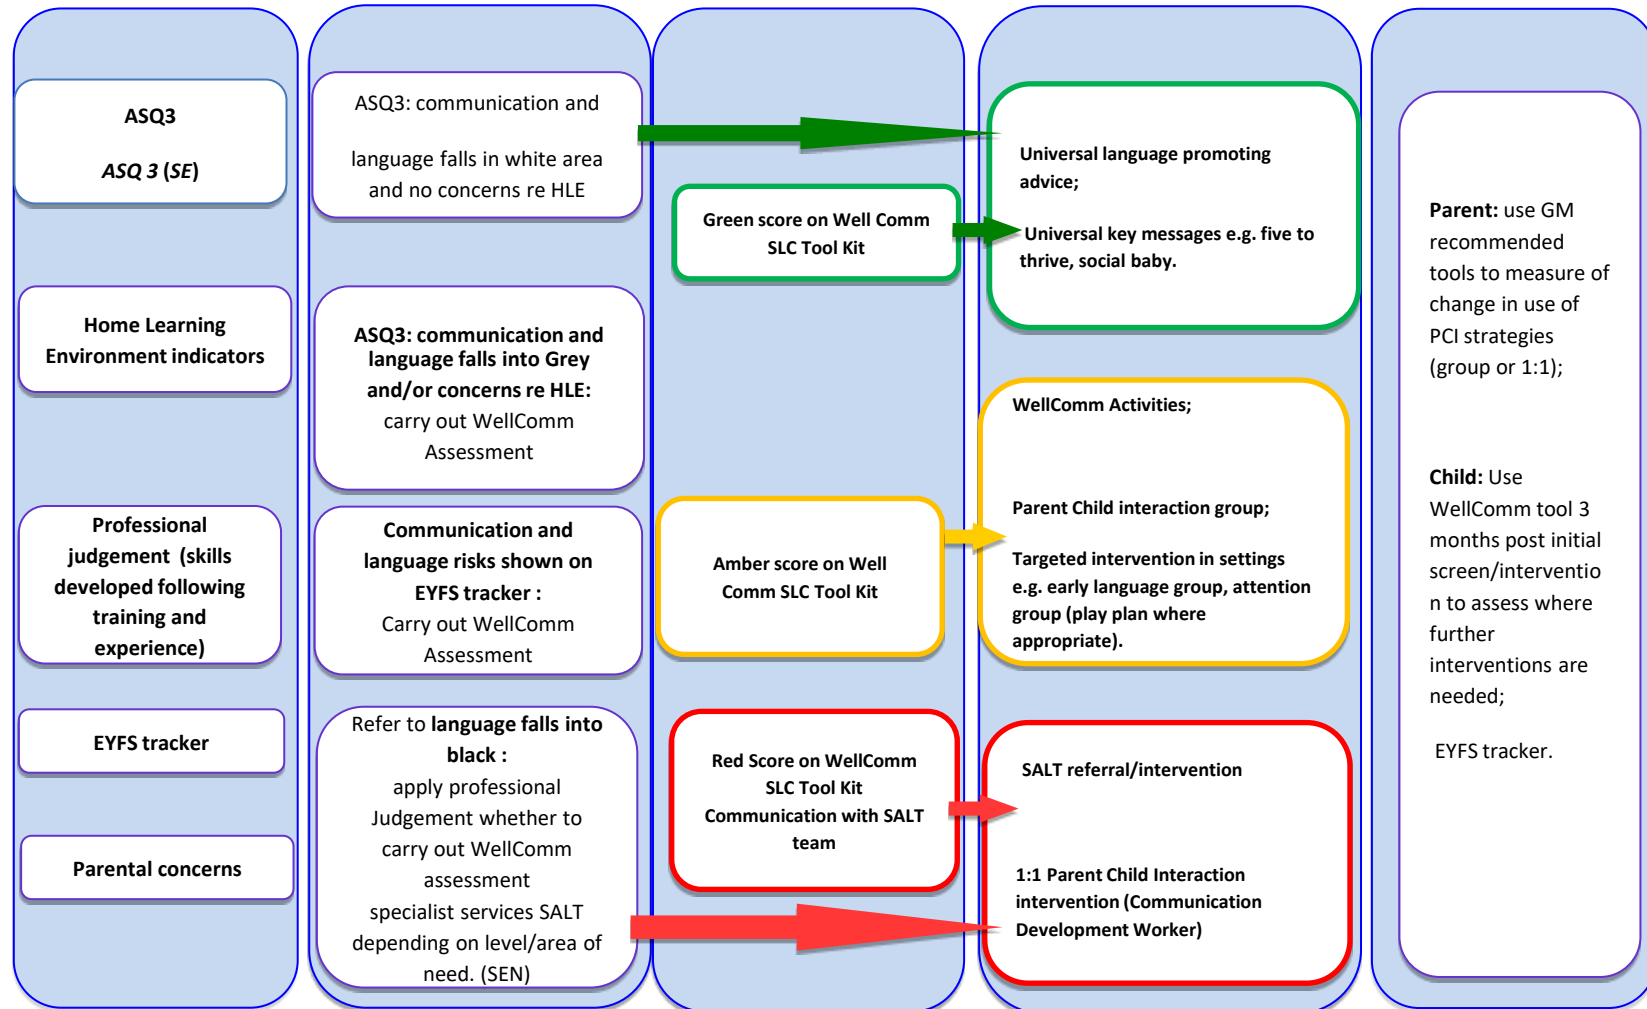 ASQ3
ASQ 3 (SE)
Home Learning
Environment indicators
Professional
judgement (skills
developed following
training and
experience)
EYFS tracker
Parental concerns
ASQ3: communication and
language falls in white area
and no concerns re HLE
ASQ3: communication and
language falls into Grey
and/or concerns re HLE:
carry out WellComm
Assessment
Communication and
language risks shown on
EYFS tracker :
Carry out WellComm
Assessment
Refer to language falls into
black :
apply professional
Judgement whether to
carry out WellComm
assessment
specialist services SALT
depending on level/area of
need. (SEN)
Green score on Well Comm
SLC Tool Kit
Amber score on Well
Comm SLC Tool Kit
Red Score on WellComm
SLC Tool Kit
Communication with SALT
team
Universal language promoting
advice;
Universal key messages e.g. five to
thrive, social baby.
WellComm Activities;
Parent Child interaction group;
Targeted intervention in settings
e.g. early language group, attention
group (play plan where
appropriate).
SALT referral/intervention
1:1 Parent Child Interaction
intervention (Communication
Development Worker)
Parent: use GM
recommended
tools to measure of
change in use of
PCI strategies
(group or 1:1);
Child: Use
WellComm tool 3
months post initial
screen/interventio
n to assess where
further
interventions are
needed;
EYFS tracker.